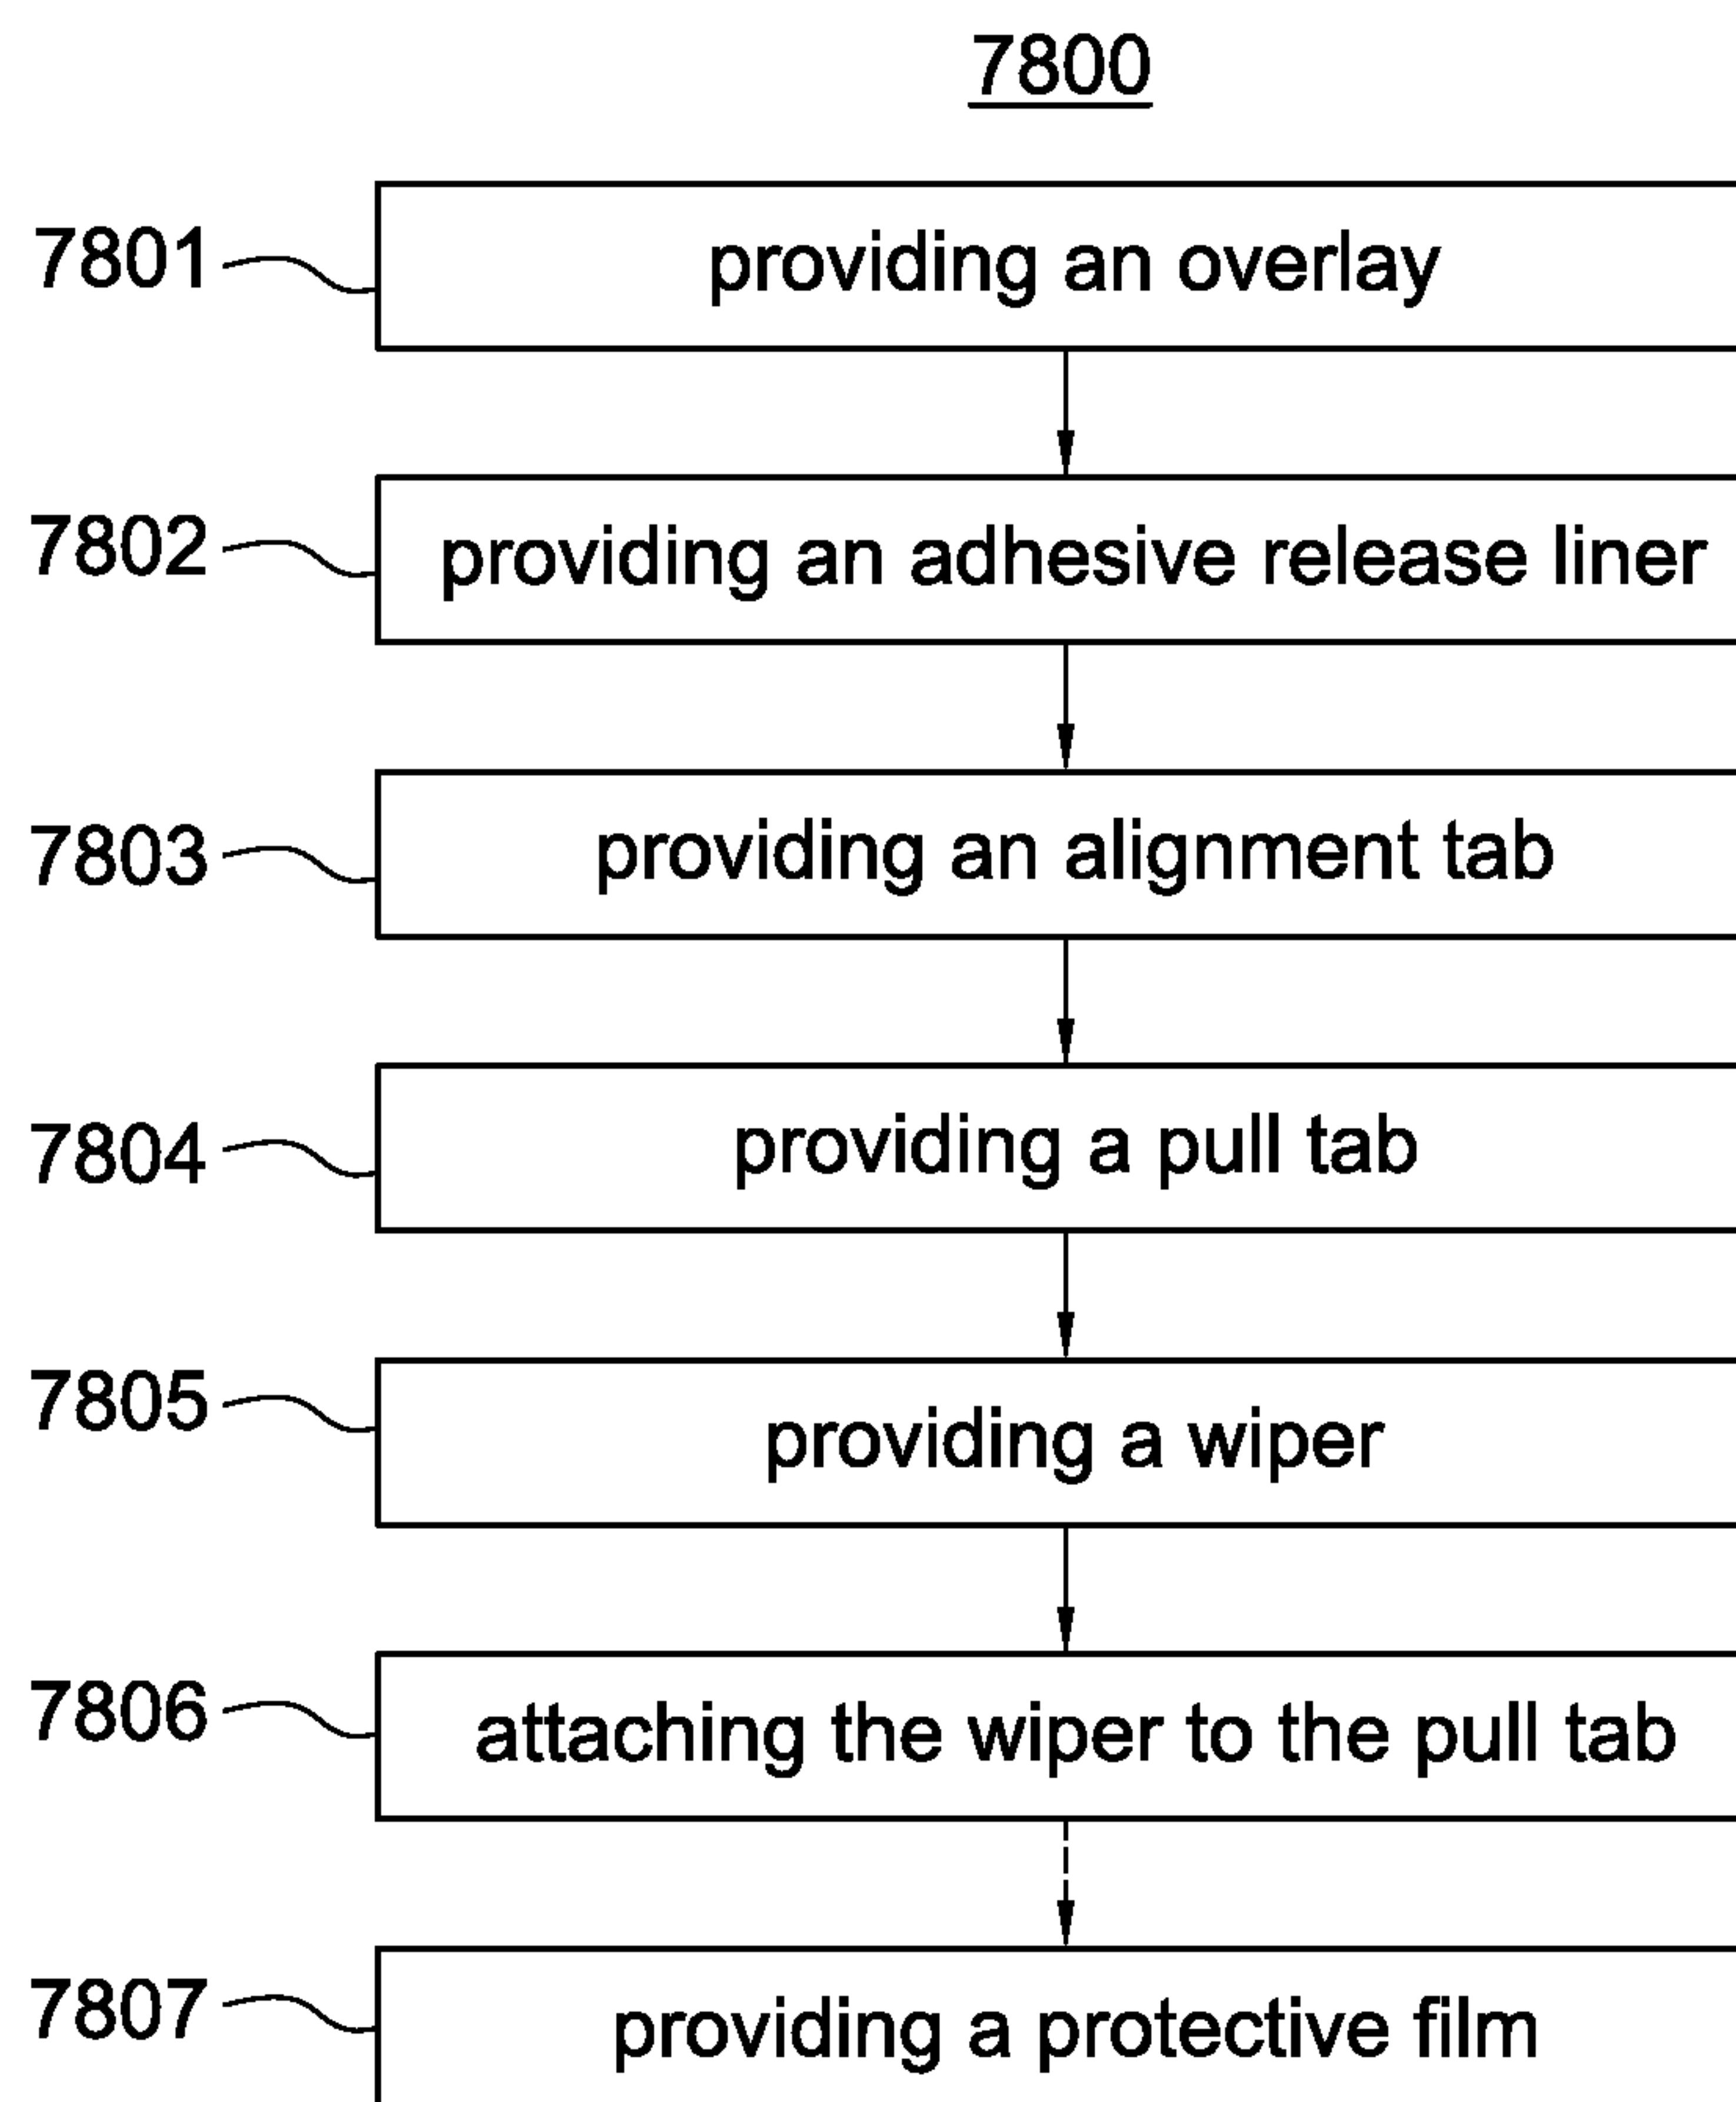 7800
7801 providing an overlay
7802 providing an adhesive release liner
7803 providing an alignment tab
7804 providing a pull tab
7805 providing a wiper
7806 attaching the wiper to the pull tab
7807 providing a protective film